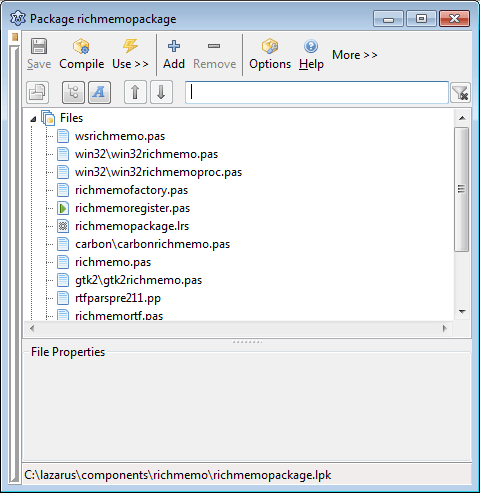 Package richmemopackage
Save Compile Use >> Add Remove Options Help More >>
Files
wsrichmemo.pas
win32\win32richmemo.pas
win32\win32richmemoproc.pas
richmemofactory.pas
richmemoregister.pas
richmemopackage.lrs
carbon\carbonrichmemo.pas
richmemo.pas
gtk2\gtk2richmemo.pas
rtfparspre211.pp
richmemortf.pas
File Properties
C:\lazarus\components\richmemo\richmemopackage.lpk